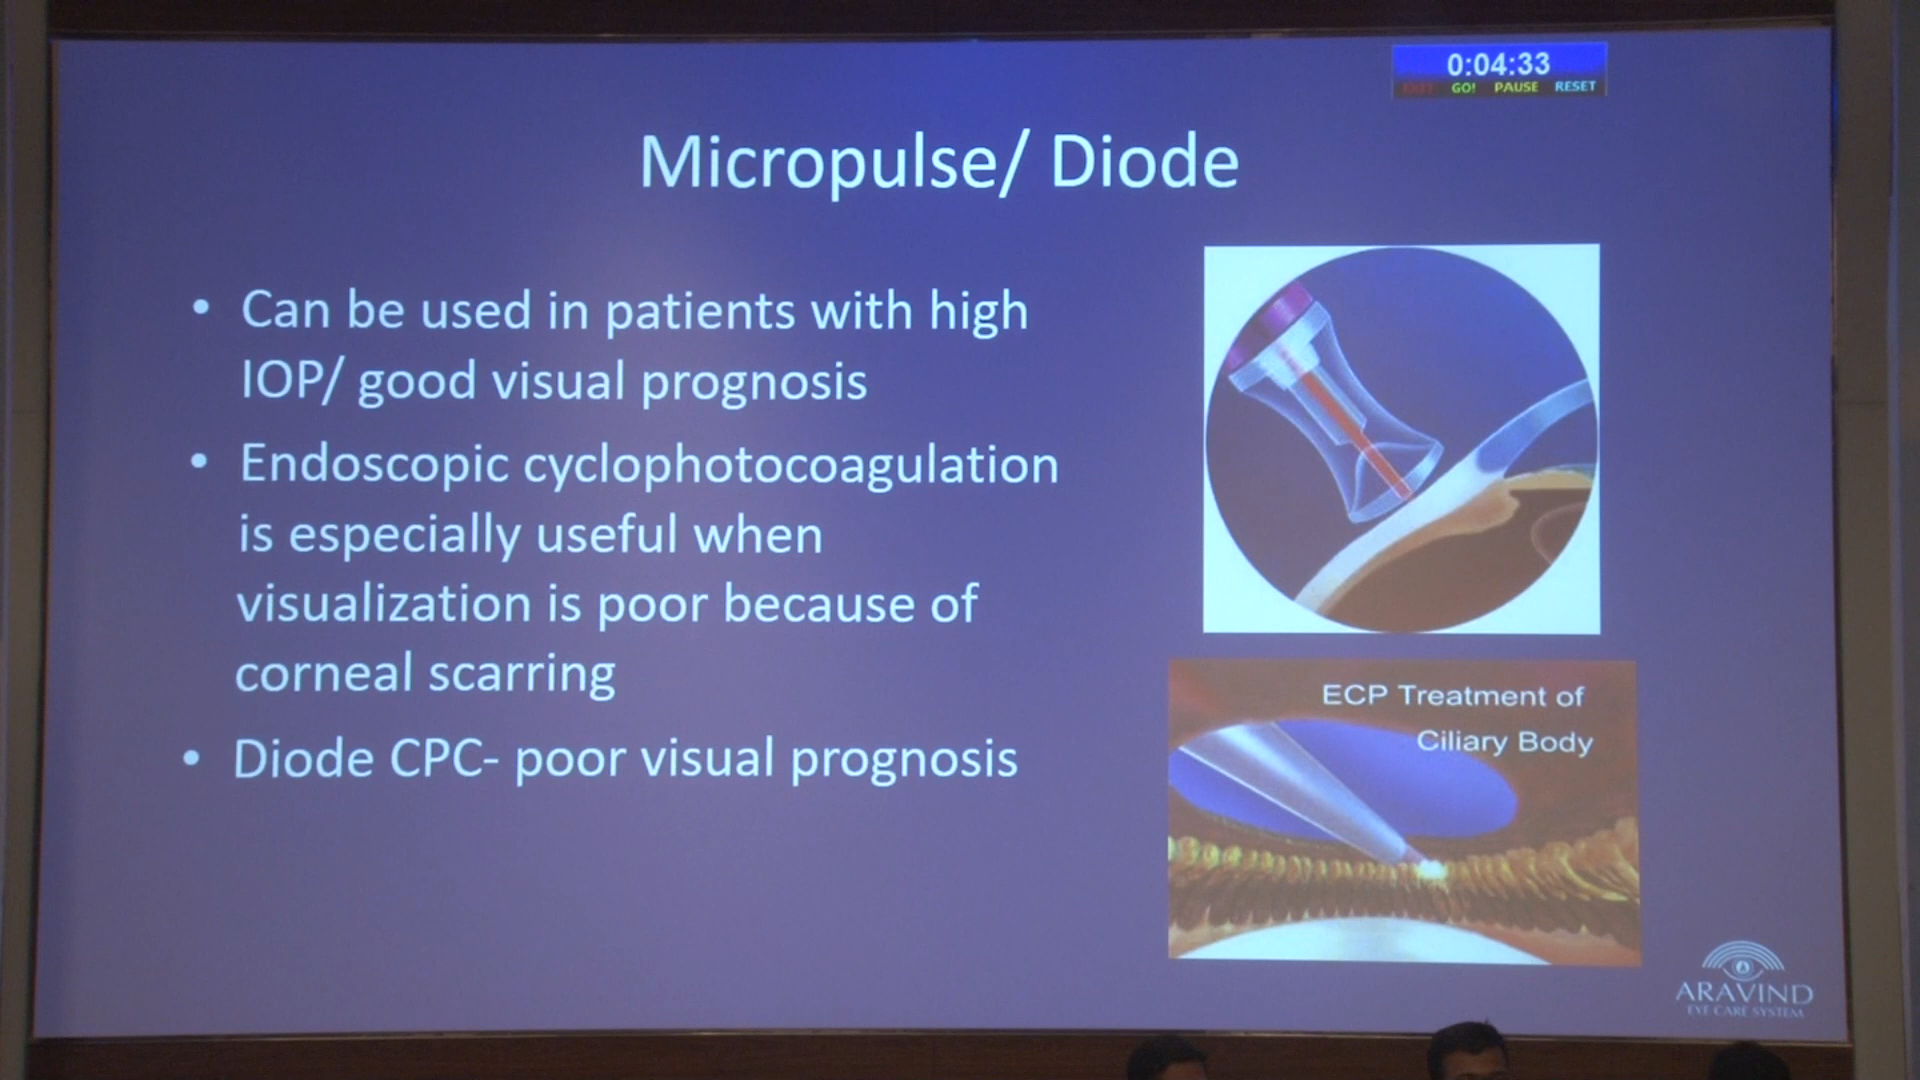 0:04:33
EXIT GO! PAUSE RESET
Micropulse/ Diode
• Can be used in patients with high
IOP/ good visual prognosis
• Endoscopic cyclophotocoagulation
is especially useful when
visualization is poor because of
corneal scarring
• Diode CPC- poor visual prognosis
ECP Treatment of
Ciliary Body
ARAVIND
EYE CARE SYSTEM